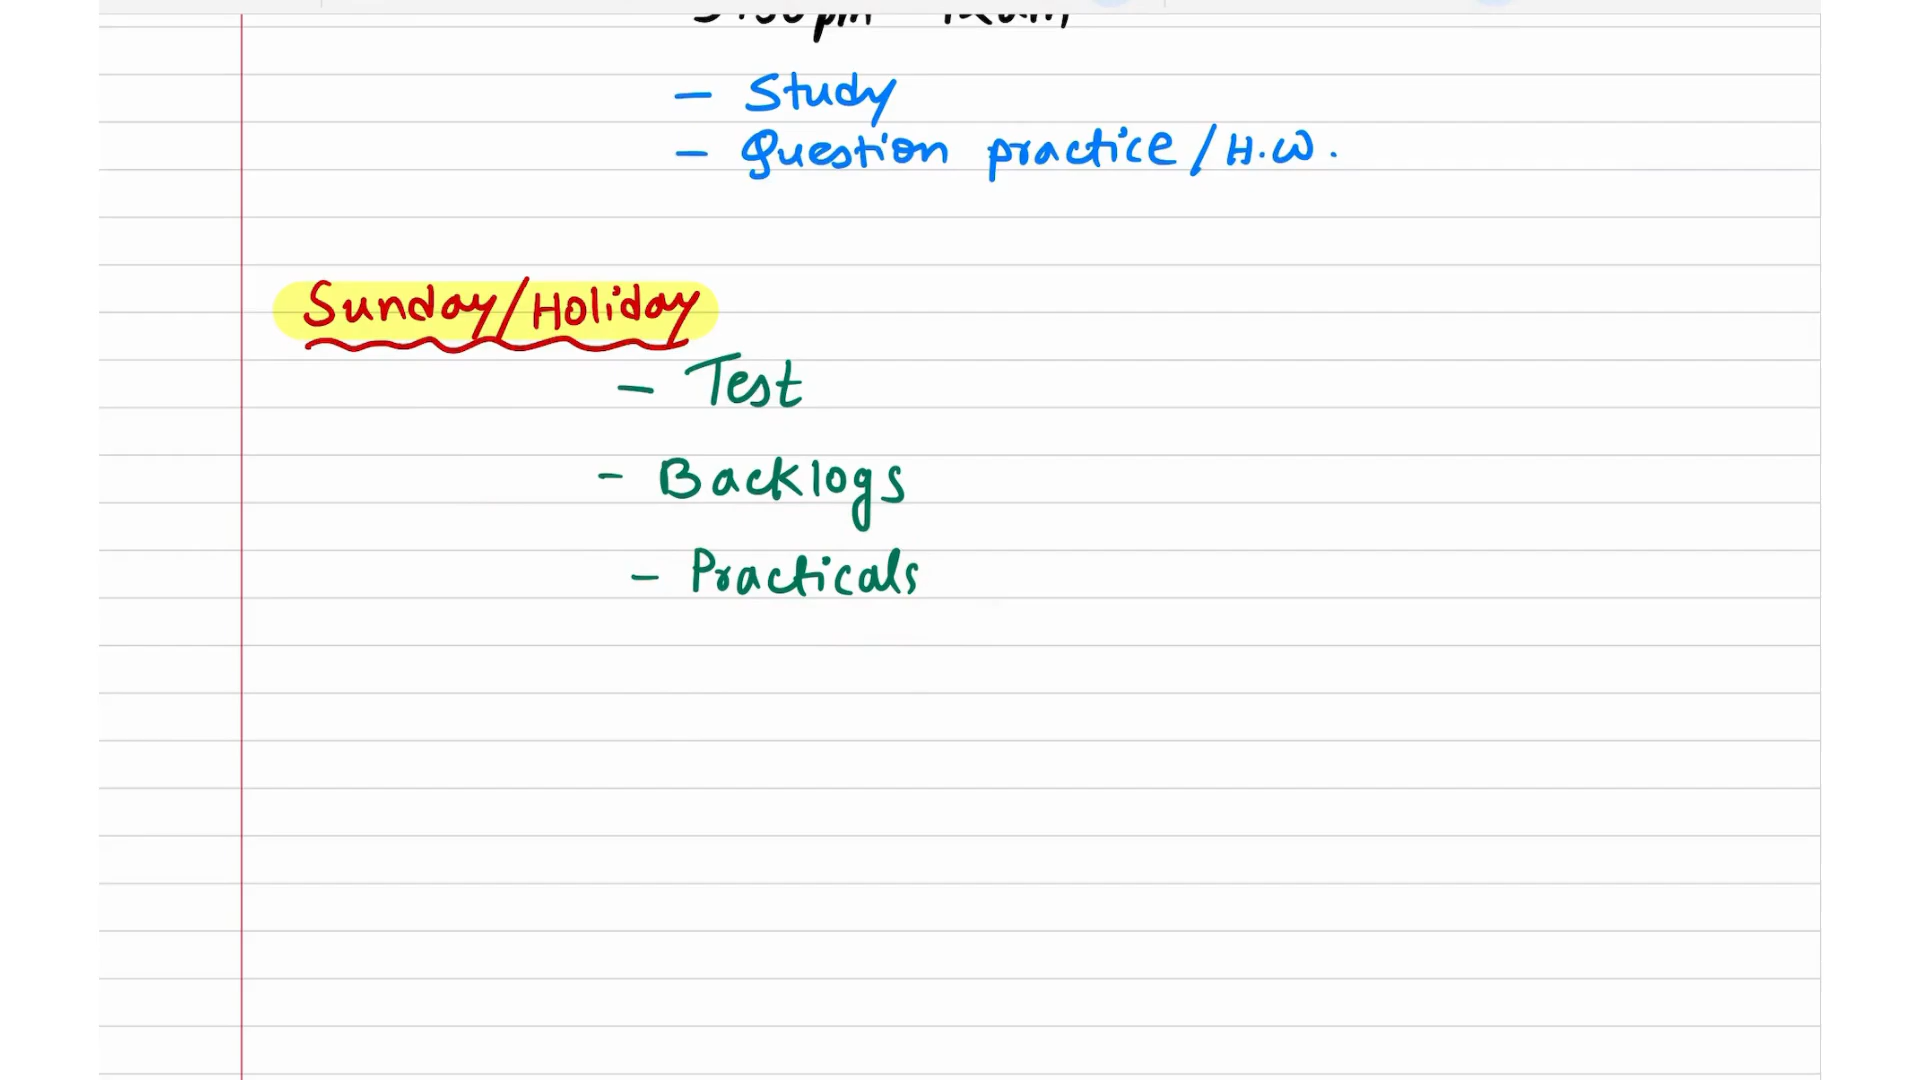 - Study
- Question practice / H.W.
Sunday/Holiday
- Test
- Backlogs
- Practicals